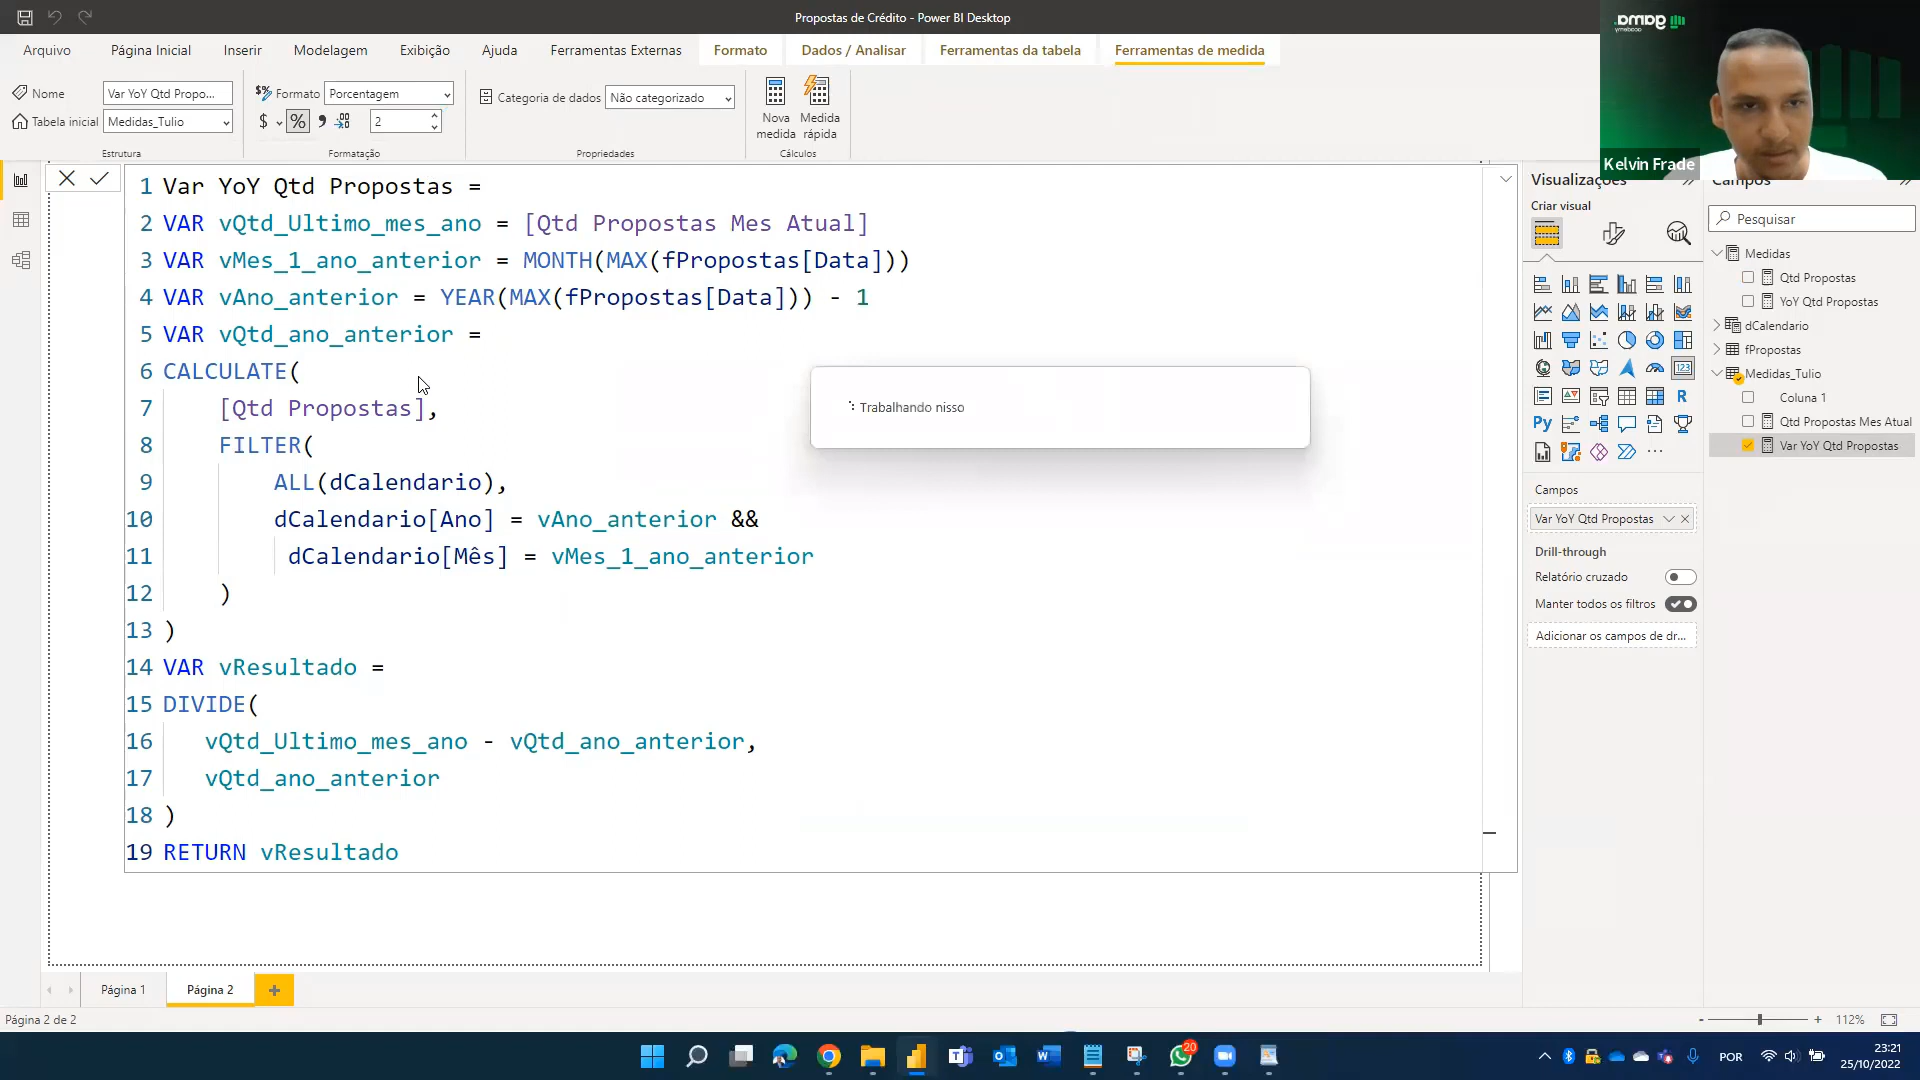 Propostas de Crédito - Power BI Desktop
Arquivo
Página Inicial
Inserir
Modelagem
Exibição
Ajuda
Ferramentas Externas
Formato
Dados / Analisar
Ferramentas da tabela
Ferramentas de medida
Nome
Var YoY Qtd Propo...
Tabela inicial
Medidas_Tulio
Estrutura
Formato
Porcentagem
$
%
2
Formatação
Categoria de dados
Não categorizado
Propriedades
Nova medida
Medida rápida
Cálculos
Kelvin Frade
1 Var YoY Qtd Propostas =
2 VAR vQtd_Ultimo_mes_ano = [Qtd Propostas Mes Atual]
3 VAR vMes_1_ano_anterior = MONTH(MAX(fPropostas[Data]))
4 VAR vAno_anterior = YEAR(MAX(fPropostas[Data])) - 1
5 VAR vQtd_ano_anterior =
6 CALCULATE(
7 [Qtd Propostas],
8 FILTER(
9 ALL(dCalendario),
10 dCalendario[Ano] = vAno_anterior &&
11 dCalendario[Mês] = vMes_1_ano_anterior
12 )
13 )
14 VAR vResultado =
15 DIVIDE(
16 vQtd_Ultimo_mes_ano - vQtd_ano_anterior,
17 vQtd_ano_anterior
18 )
19 RETURN vResultado
Trabalhando nisso
Visualizações
Criar visual
123
R
Py
...
Campos
Var YoY Qtd Propostas
Drill-through
Relatório cruzado
Manter todos os filtros
Adicionar os campos de dr...
Campos
Pesquisar
Medidas
Qtd Propostas
YoY Qtd Propostas
dCalendario
fPropostas
Medidas_Tulio
Coluna 1
Qtd Propostas Mes Atual
Var YoY Qtd Propostas
Página 1
Página 2
+
Página 2 de 2
- + 112%
20
POR
23:21
25/10/2022